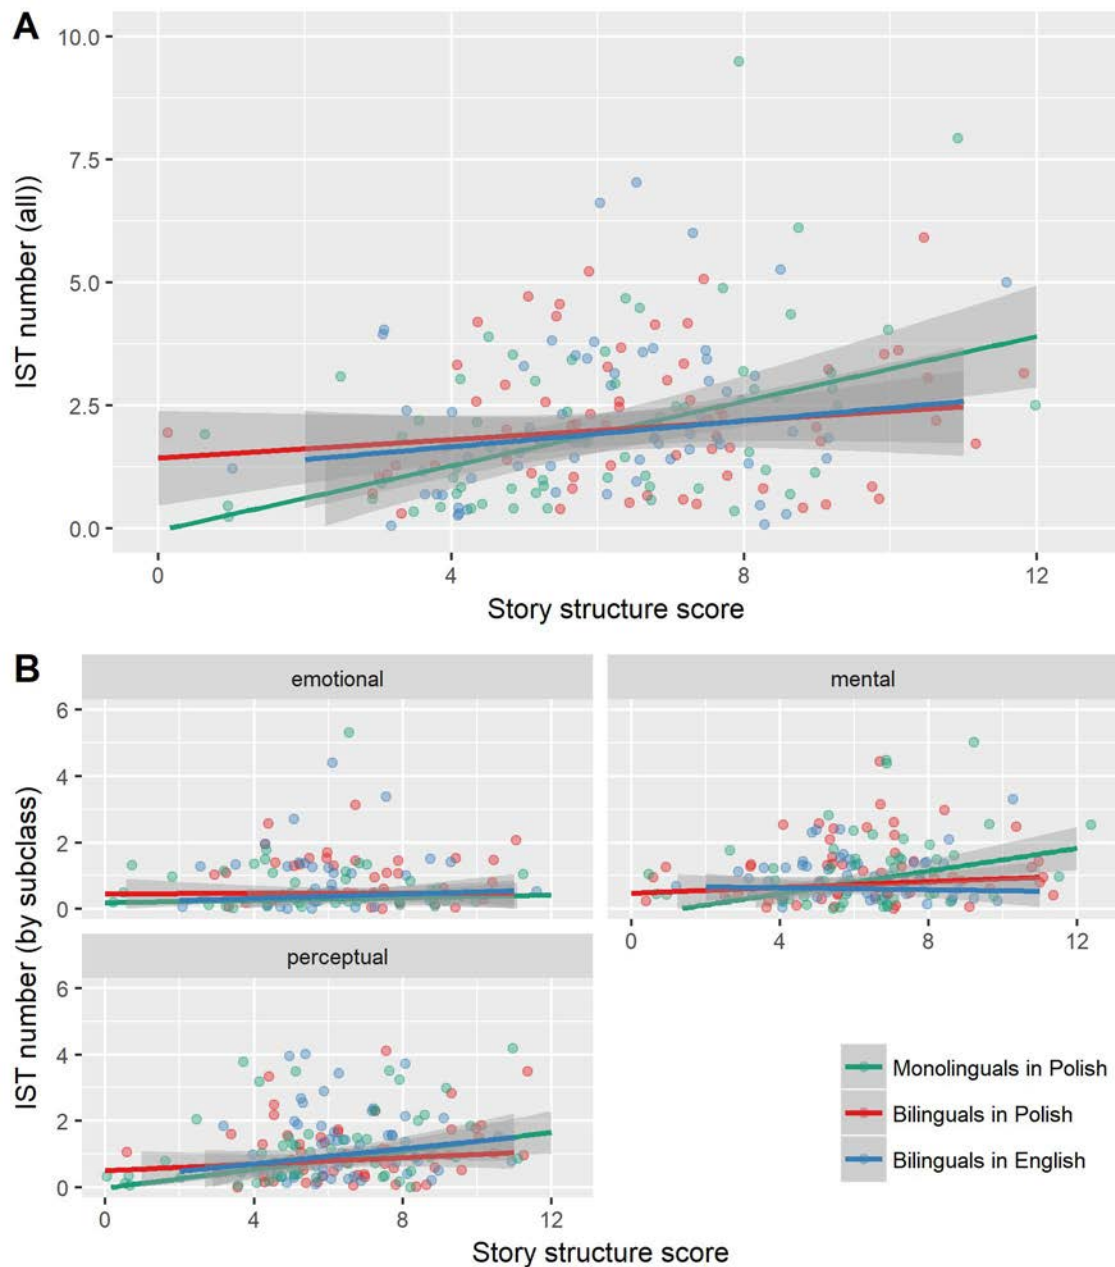 A
10.0
7.5
5.0
2.5
0.0
IST number (all))
0 4 8 12
Story structure score
B
emotional mental
6
4
2
0
0 4 8 12
perceptual
6
4
2
0
IST number (by subclass)
0 4 8 12
Story structure score
Monolinguals in Polish
Bilinguals in Polish
Bilinguals in English